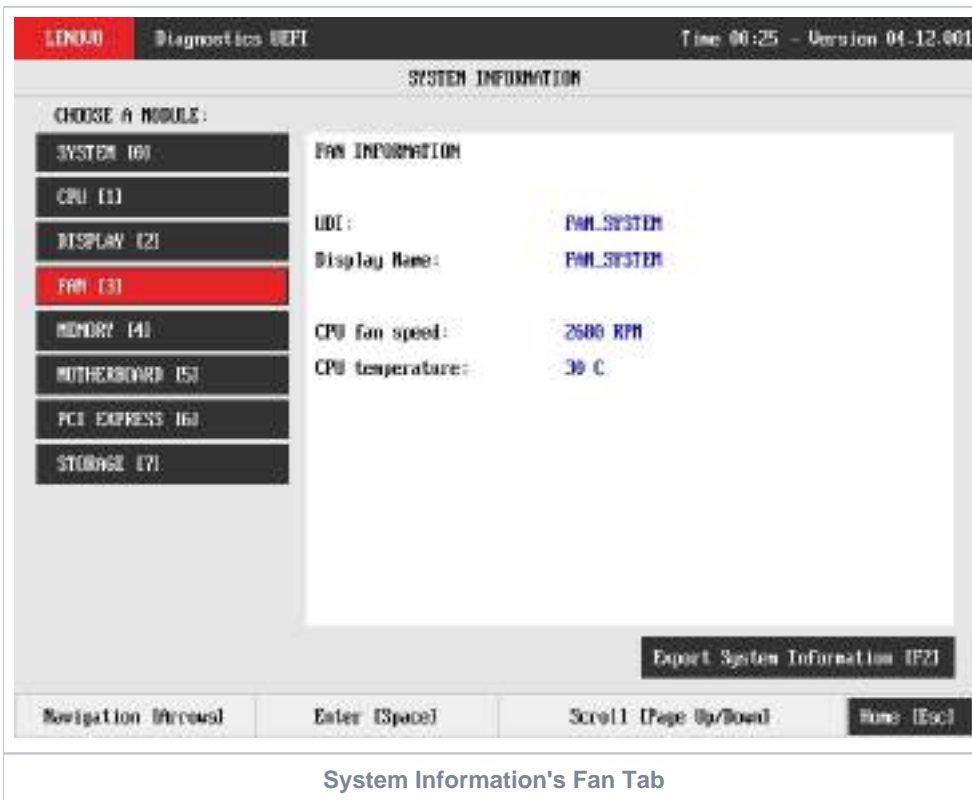 LENOVO Diagnostics UEFI Time 00:25 - Version 04.12.001
SYSTEM INFORMATION
CHOOSE A MODULE:
SYSTEM [0]
CPU [1]
DISPLAY [2]
FAN [3]
MEMORY [4]
MOTHERBOARD [5]
PCI EXPRESS [6]
STORAGE [7]
FAN INFORMATION
UDI: FAN_SYSTEM
Display Name: FAN_SYSTEM
CPU fan speed: 2680 RPM
CPU temperature: 30 C
Export System Information [F2]
Navigation [Arrows] Enter [Space] Scroll [Page Up/Down] Home [Esc]
System Information's Fan Tab